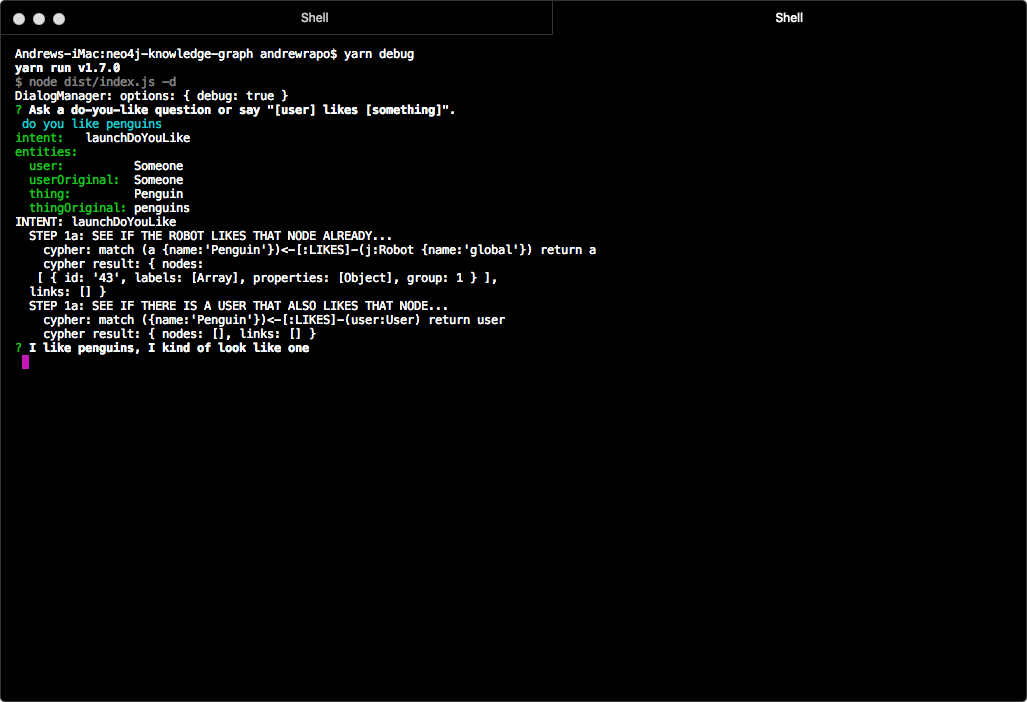 Shell
Shell
Andrews-iMac:neo4j-knowledge-graph andrewrapo$ yarn debug
yarn run v1.7.0
$ node dist/index.js -d
DialogManager: options: { debug: true }
? Ask a do-you-like question or say "[user] likes [something]".
do you like penguins
intent:   launchDoYouLike
entities:
  user:          Someone
  userOriginal:  Someone
  thing:         Penguin
  thingOriginal: penguins
INTENT: launchDoYouLike
  STEP 1a: SEE IF THE ROBOT LIKES THAT NODE ALREADY...
    cypher: match (a {name:'Penguin'})<-[:LIKES]-(j:Robot {name:'global'}) return a
    cypher result: { nodes:
   [ { id: '43', labels: [Array], properties: [Object], group: 1 } ],
  links: [] }
  STEP 1a: SEE IF THERE IS A USER THAT ALSO LIKES THAT NODE...
    cypher: match ({name:'Penguin'})<-[:LIKES]-(user:User) return user
    cypher result: { nodes: [], links: [] }
? I like penguins, I kind of look like one